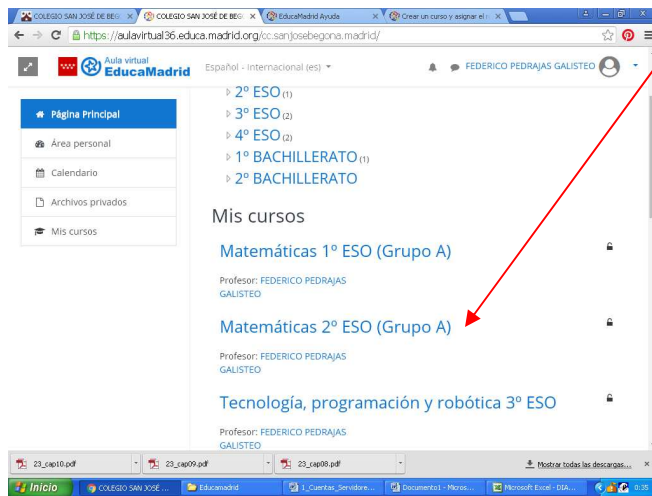 COLEGIO SAN JOSÉ DE BEG
COLEGIO SAN JOSÉ DE BEG
EducaMadrid Ayuda
Crear un curso y asignar el
https://aulavirtual36.educa.madrid.org/cc.sanjosebegona.madrid/
Aula virtual
EducaMadrid
Español - Internacional (es)
FEDERICO PEDRAJAS GALISTEO
Página Principal
Área personal
Calendario
Archivos privados
Mis cursos
2º ESO (1)
3º ESO (2)
4º ESO (2)
1º BACHILLERATO (1)
2º BACHILLERATO
Mis cursos
Matemáticas 1º ESO (Grupo A)
Profesor: FEDERICO PEDRAJAS
GALISTEO
Matemáticas 2º ESO (Grupo A)
Profesor: FEDERICO PEDRAJAS
GALISTEO
Tecnología, programación y robótica 3º ESO
Profesor: FEDERICO PEDRAJAS
GALISTEO
23_cap10.pdf
23_cap09.pdf
23_cap08.pdf
Mostrar todas las descargas...
Inicio
COLEGIO SAN JOSÉ ...
Educamadrid
1_Cuentas_Servidore...
Documento1 - Micros...
Microsoft Excel - DIA...
0:35